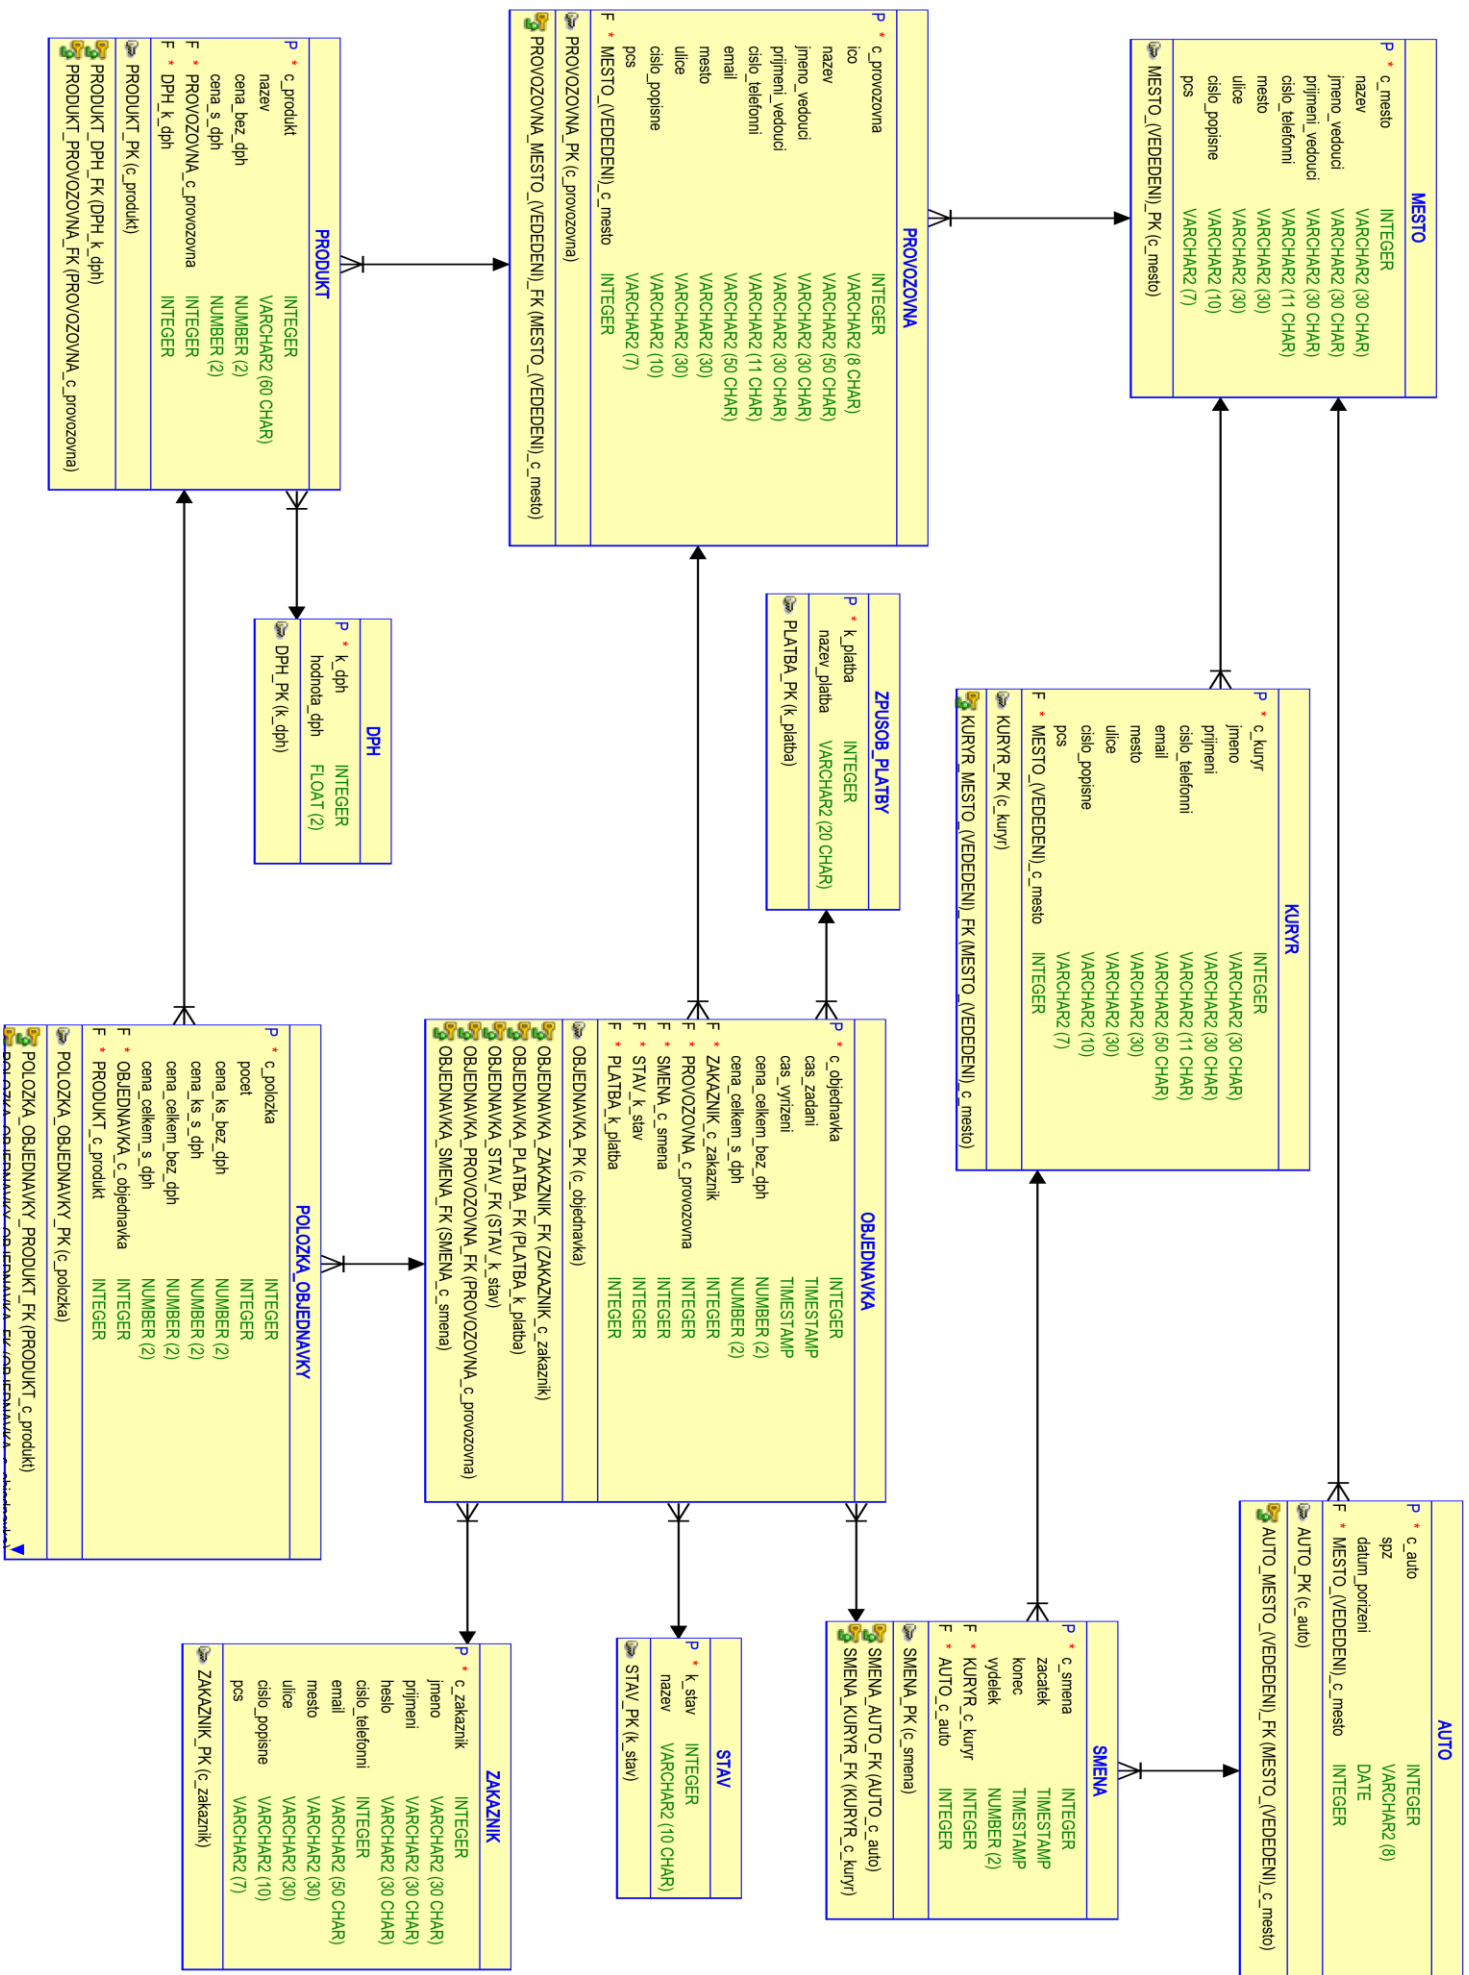 MESTO
P * c_mesto INTEGER
nazev VARCHAR2 (30 CHAR)
jmeno_vedouci VARCHAR2 (30 CHAR)
prijmeni_vedouci VARCHAR2 (30 CHAR)
cislo_telefonni VARCHAR2 (11 CHAR)
mesto VARCHAR2 (30)
ulice VARCHAR2 (30)
cislo_popisne VARCHAR2 (10)
pcs VARCHAR2 (7)
MESTO_(VEDEDENI)_PK (c_mesto)
KURYR
P * c_kuryr INTEGER
jmeno VARCHAR2 (30 CHAR)
prijmeni VARCHAR2 (30 CHAR)
cislo_telefonni VARCHAR2 (11 CHAR)
email VARCHAR2 (50 CHAR)
mesto VARCHAR2 (30)
ulice VARCHAR2 (30)
cislo_popisne VARCHAR2 (10)
pcs VARCHAR2 (7)
F * MESTO_(VEDEDENI)_c_mesto INTEGER
KURYR_PK (c_kuryr)
KURYR_MESTO_(VEDEDENI)_FK (MESTO_(VEDEDENI)_c_mesto)
AUTO
P * c_auto INTEGER
spz VARCHAR2 (8)
datum_porizeni DATE
F * MESTO_(VEDEDENI)_c_mesto INTEGER
AUTO_PK (c_auto)
AUTO_MESTO_(VEDEDENI)_FK (MESTO_(VEDEDENI)_c_mesto)
PROVOZOVNA
P * c_provozovna INTEGER
ico VARCHAR2 (8 CHAR)
nazev VARCHAR2 (50 CHAR)
jmeno_vedouci VARCHAR2 (30 CHAR)
prijmeni_vedouci VARCHAR2 (30 CHAR)
cislo_telefonni VARCHAR2 (11 CHAR)
email VARCHAR2 (50 CHAR)
mesto VARCHAR2 (30)
ulice VARCHAR2 (30)
cislo_popisne VARCHAR2 (10)
pcs VARCHAR2 (7)
F * MESTO_(VEDEDENI)_c_mesto INTEGER
PROVOZOVNA_PK (c_provozovna)
PROVOZOVNA_MESTO_(VEDEDENI)_FK (MESTO_(VEDEDENI)_c_mesto)
ZPUSOB_PLATBY
P * k_platba INTEGER
nazev_platba VARCHAR2 (20 CHAR)
PLATBA_PK (k_platba)
OBJEDNAVKA
P * c_objednavka INTEGER
cas_zadani TIMESTAMP
cas_vyrizeni TIMESTAMP
cena_celkem_bez_dph NUMBER (2)
cena_celkem_s_dph NUMBER (2)
F * ZAKAZNIK_c_zakaznik INTEGER
F * PROVOZOVNA_c_provozovna INTEGER
F * SMENA_c_smena INTEGER
F * STAV_k_stav INTEGER
F * PLATBA_k_platba INTEGER
OBJEDNAVKA_PK (c_objednavka)
OBJEDNAVKA_ZAKAZNIK_FK (ZAKAZNIK_c_zakaznik)
OBJEDNAVKA_PLATBA_FK (PLATBA_k_platba)
OBJEDNAVKA_STAV_FK (STAV_k_stav)
OBJEDNAVKA_PROVOZOVNA_FK (PROVOZOVNA_c_provozovna)
OBJEDNAVKA_SMENA_FK (SMENA_c_smena)
SMENA
P * c_smena INTEGER
zacatek TIMESTAMP
konec TIMESTAMP
vydelek NUMBER (2)
F * KURYR_c_kuryr INTEGER
F * AUTO_c_auto INTEGER
SMENA_PK (c_smena)
SMENA_AUTO_FK (AUTO_c_auto)
SMENA_KURYR_FK (KURYR_c_kuryr)
STAV
P * k_stav INTEGER
nazev VARCHAR2 (10 CHAR)
STAV_PK (k_stav)
PRODUKT
P * c_produkt INTEGER
nazev VARCHAR2 (60 CHAR)
cena_bez_dph NUMBER (2)
cena_s_dph NUMBER (2)
F * PROVOZOVNA_c_provozovna INTEGER
F * DPH_k_dph INTEGER
PRODUKT_PK (c_produkt)
PRODUKT_DPH_FK (DPH_k_dph)
PRODUKT_PROVOZOVNA_FK (PROVOZOVNA_c_provozovna)
DPH
P * k_dph INTEGER
hodnota_dph FLOAT (2)
DPH_PK (k_dph)
POLOZKA_OBJEDNAVKY
P * c_polozka INTEGER
pocet INTEGER
cena_ks_bez_dph NUMBER (2)
cena_ks_s_dph NUMBER (2)
cena_celkem_bez_dph NUMBER (2)
cena_celkem_s_dph NUMBER (2)
F * OBJEDNAVKA_c_objednavka INTEGER
F * PRODUKT_c_produkt INTEGER
POLOZKA_OBJEDNAVKY_PK (c_polozka)
POLOZKA_OBJEDNAVKY_PRODUKT_FK (PRODUKT_c_produkt)
POLOZKA_OBJEDNAVKY_OBJEDNAVKA_FK (OBJEDNAVKA_c_objednavka)
ZAKAZNIK
P * c_zakaznik INTEGER
jmeno VARCHAR2 (30 CHAR)
prijmeni VARCHAR2 (30 CHAR)
heslo VARCHAR2 (30 CHAR)
cislo_telefonni INTEGER
email VARCHAR2 (50 CHAR)
mesto VARCHAR2 (30)
ulice VARCHAR2 (30)
cislo_popisne VARCHAR2 (10)
pcs VARCHAR2 (7)
ZAKAZNIK_PK (c_zakaznik)